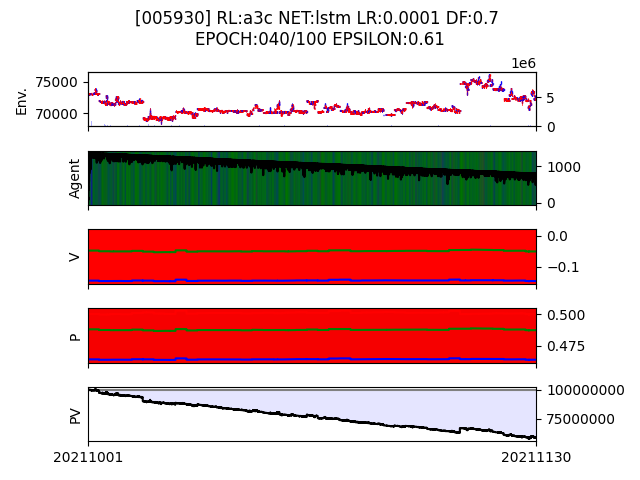 [005930] RL:a3c NET:lstm LR:0.0001 DF:0.7
EPOCH:040/100 EPSILON:0.61
1e6
Env.
75000
70000
5
0
Agent
1000
0
V
0.0
−0.1
P
0.500
0.475
PV
100000000
75000000
20211001
20211130